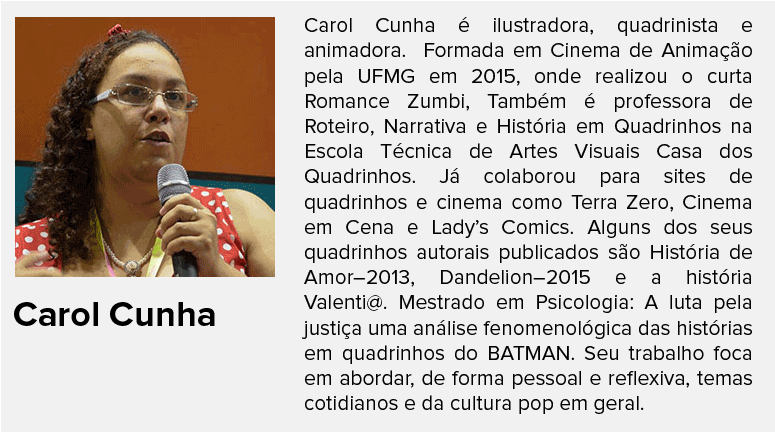 Carol Cunha é ilustradora, quadrinista e
animadora. Formada em Cinema de Animação
pela UFMG em 2015, onde realizou o curta
Romance Zumbi, Também é professora de
Roteiro, Narrativa e História em Quadrinhos na
Escola Técnica de Artes Visuais Casa dos
Quadrinhos. Já colaborou para sites de
quadrinhos e cinema como Terra Zero, Cinema
em Cena e Lady’s Comics. Alguns dos seus
quadrinhos autorais publicados são História de
Amor–2013, Dandelion–2015 e a história
Valenti@. Mestrado em Psicologia: A luta pela
justiça uma análise fenomenológica das histórias
em quadrinhos do BATMAN. Seu trabalho foca
em abordar, de forma pessoal e reflexiva, temas
cotidianos e da cultura pop em geral.
Carol Cunha